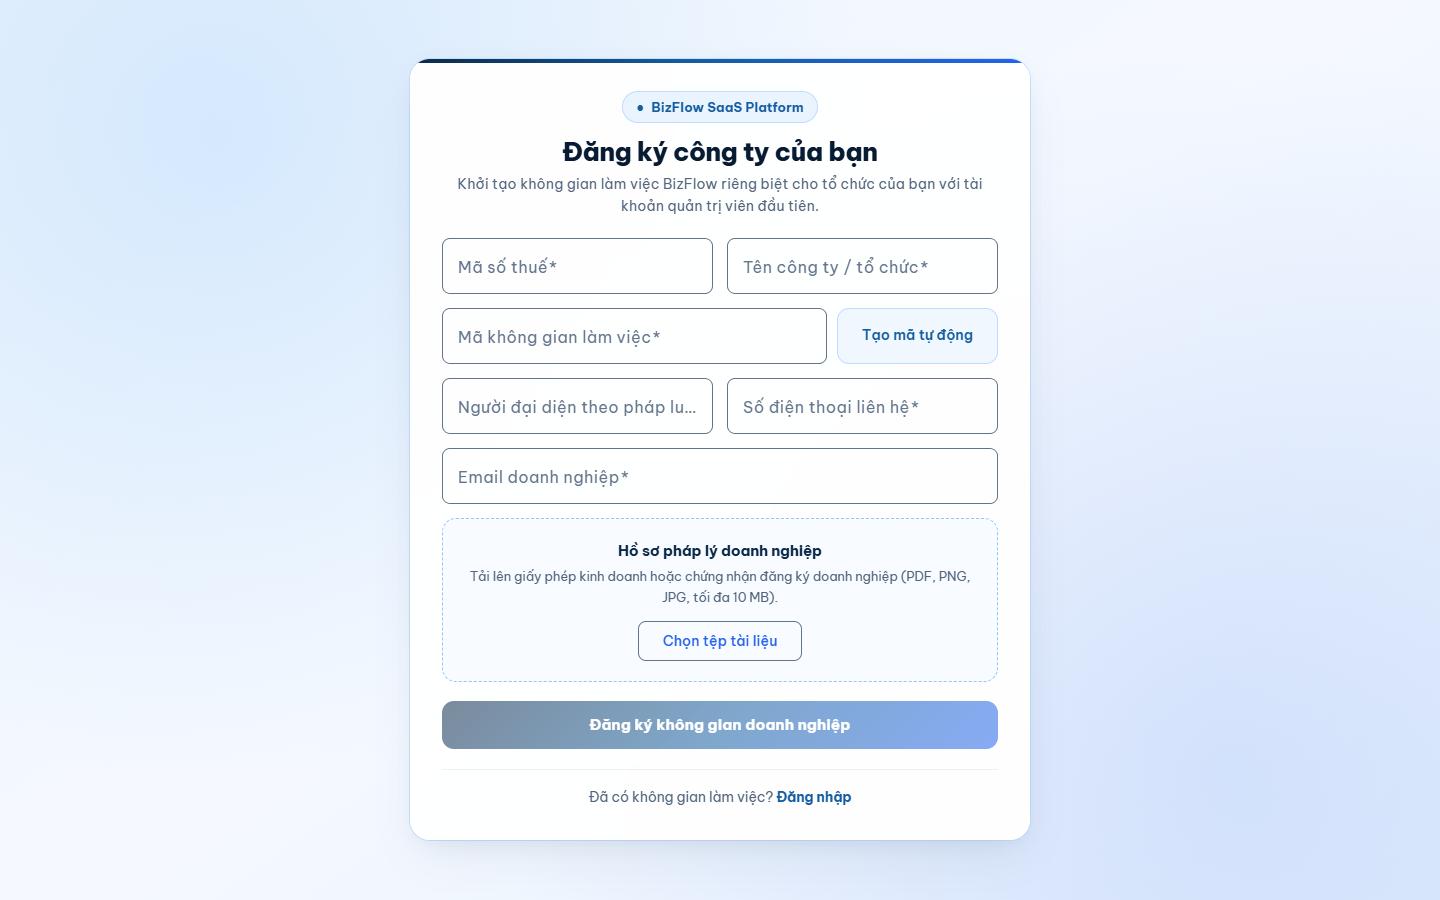 BizFlow SaaS Platform
Đăng ký công ty của bạn
Khởi tạo không gian làm việc BizFlow riêng biệt cho tổ chức của bạn với tài
khoản quản trị viên đầu tiên.
Mã số thuế*
Tên công ty / tổ chức*
Mã không gian làm việc*
Tạo mã tự động
Người đại diện theo pháp lu...
Số điện thoại liên hệ*
Email doanh nghiệp*
Hồ sơ pháp lý doanh nghiệp
Tải lên giấy phép kinh doanh hoặc chứng nhận đăng ký doanh nghiệp (PDF, PNG,
JPG, tối đa 10 MB).
Chọn tệp tài liệu
Đăng ký không gian doanh nghiệp
Đã có không gian làm việc? Đăng nhập